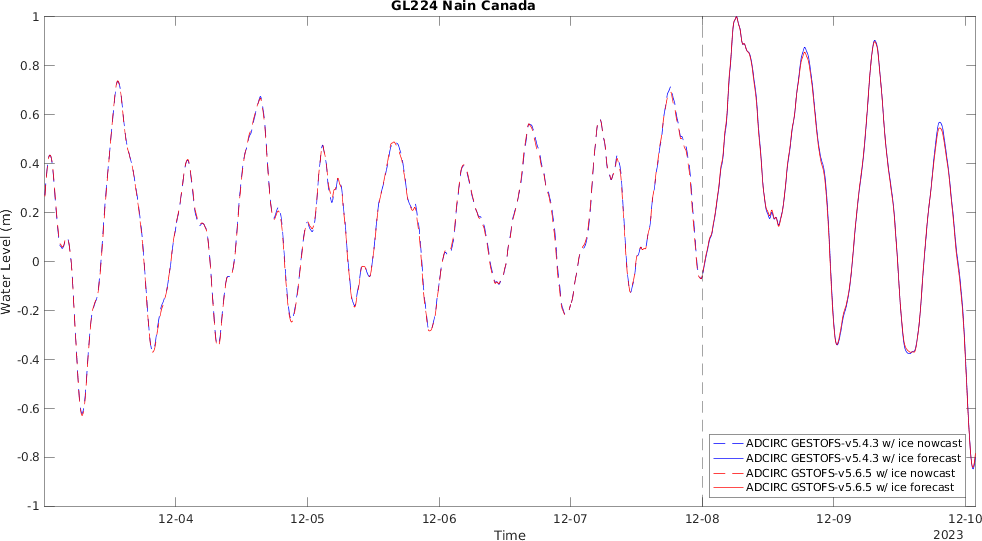 GL224 Nain Canada
1
0.8
0.6
0.4
0.2
0
-0.2
-0.4
-0.6
-0.8
-1
Water Level (m)
12-04 12-05 12-06 12-07 12-08 12-09 12-10
Time
2023
ADCIRC GESTOFS-v5.4.3 w/ ice nowcast
ADCIRC GESTOFS-v5.4.3 w/ ice forecast
ADCIRC GSTOFS-v5.6.5 w/ ice nowcast
ADCIRC GSTOFS-v5.6.5 w/ ice forecast